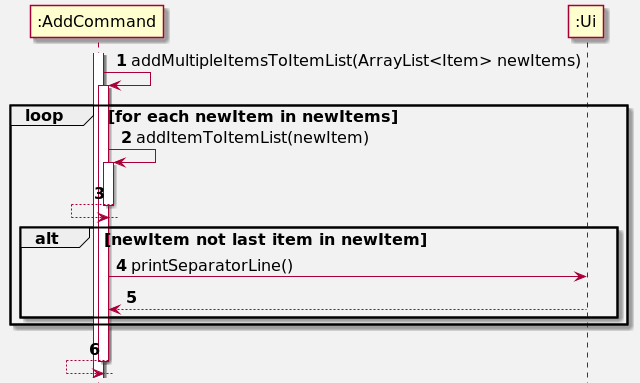 :AddCommand :Ui
1 addMultipleItemsToItemList(ArrayList<Item> newItems)
loop [for each newItem in newItems]
2 addItemToItemList(newItem)
3
alt [newItem not last item in newItem]
4 printSeparatorLine()
5
6